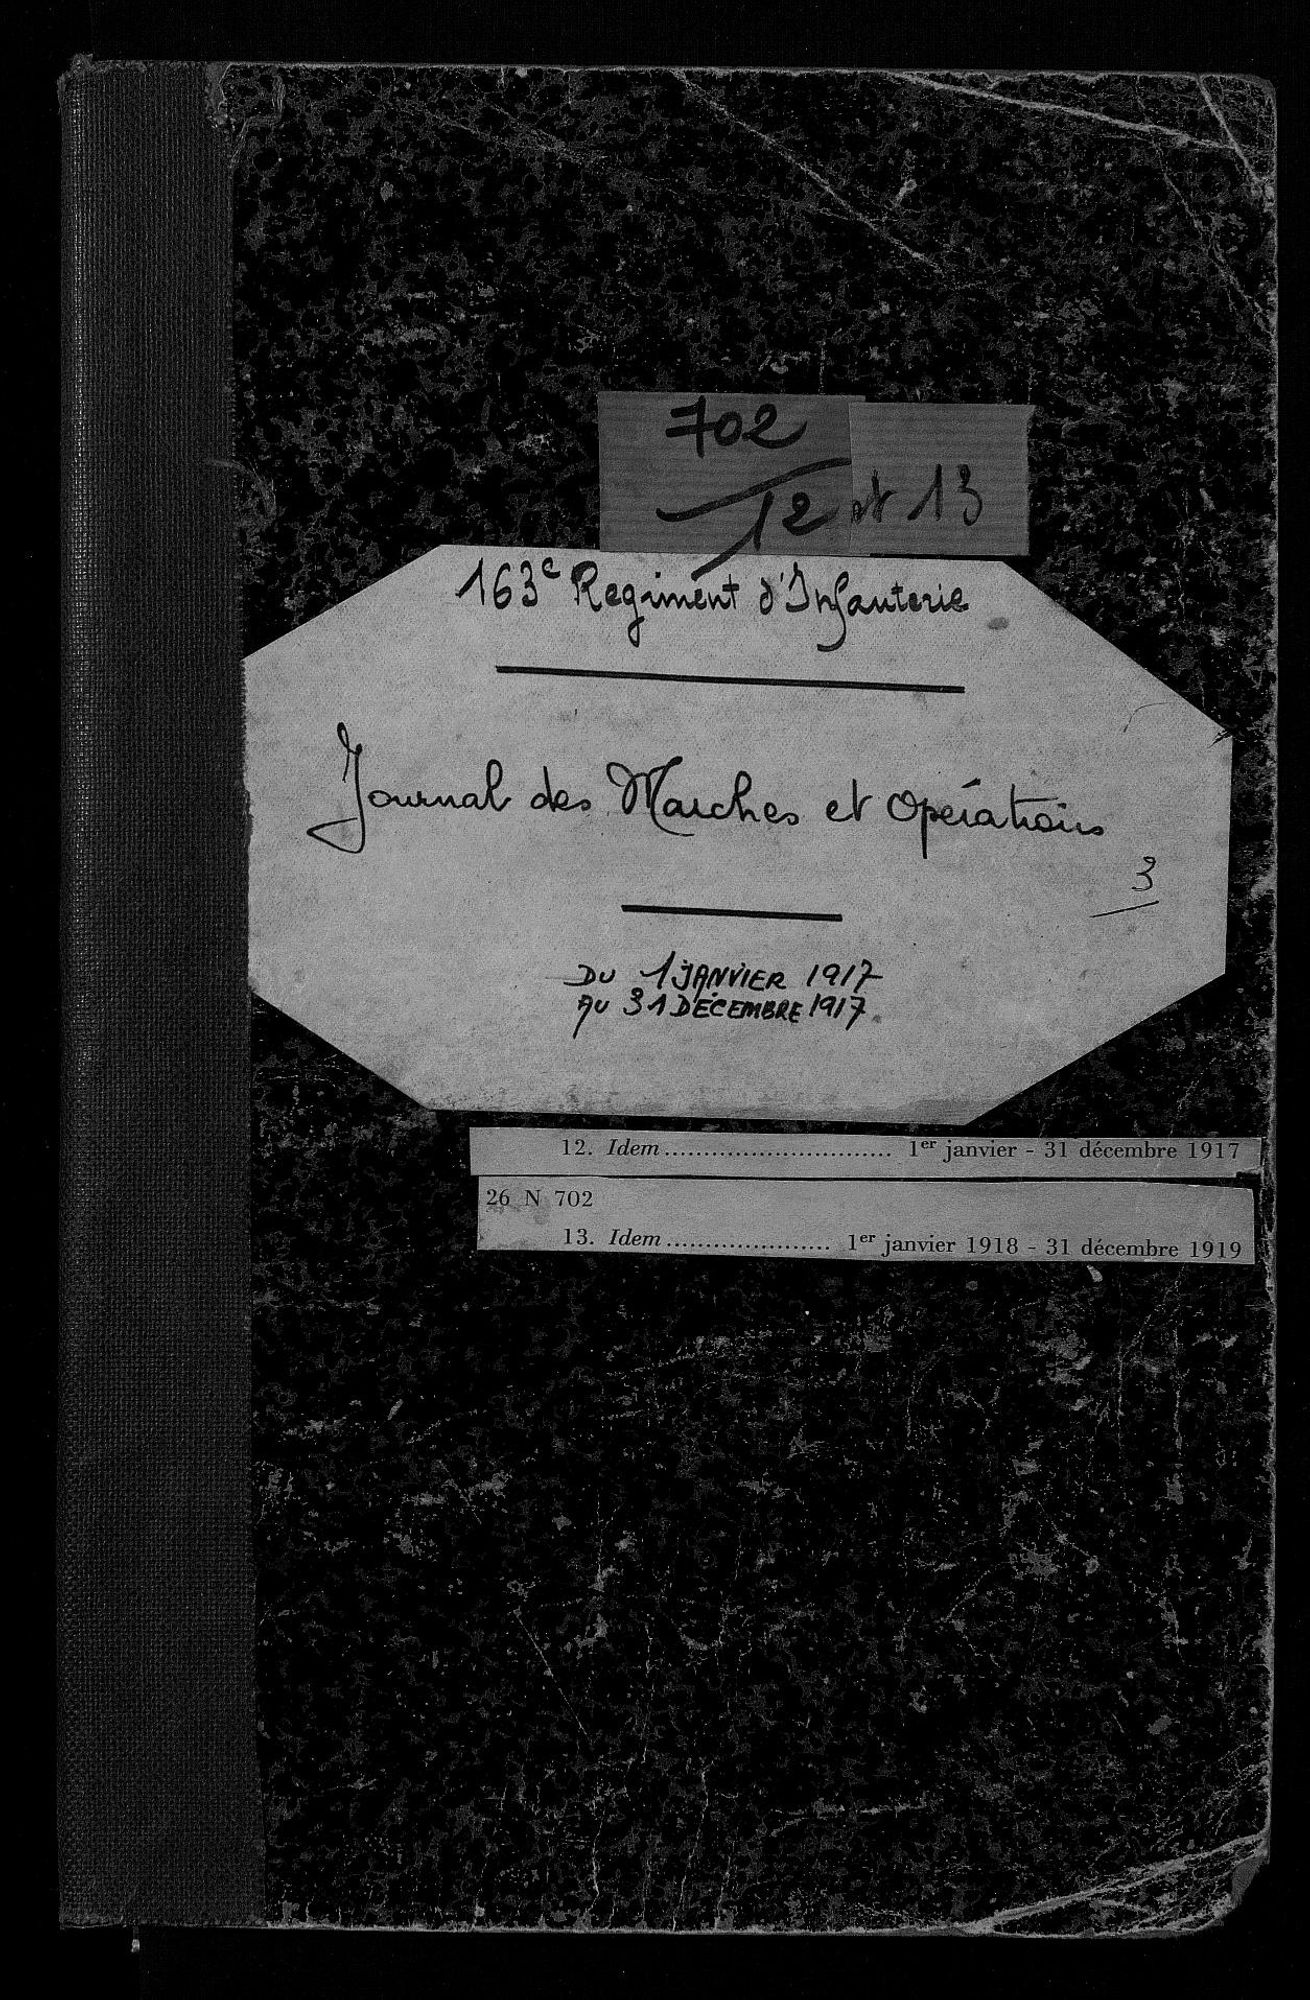 702
12 et 13
163e Regiment d'Infanterie
Journal des Marches et Opérations
3
DU 1 JANVIER 1917
AU 31 DÉCEMBRE 1917.
12. Idem ............................. 1er janvier - 31 décembre 1917
26 N 702
13. Idem ..................... 1er janvier 1918 - 31 décembre 1919